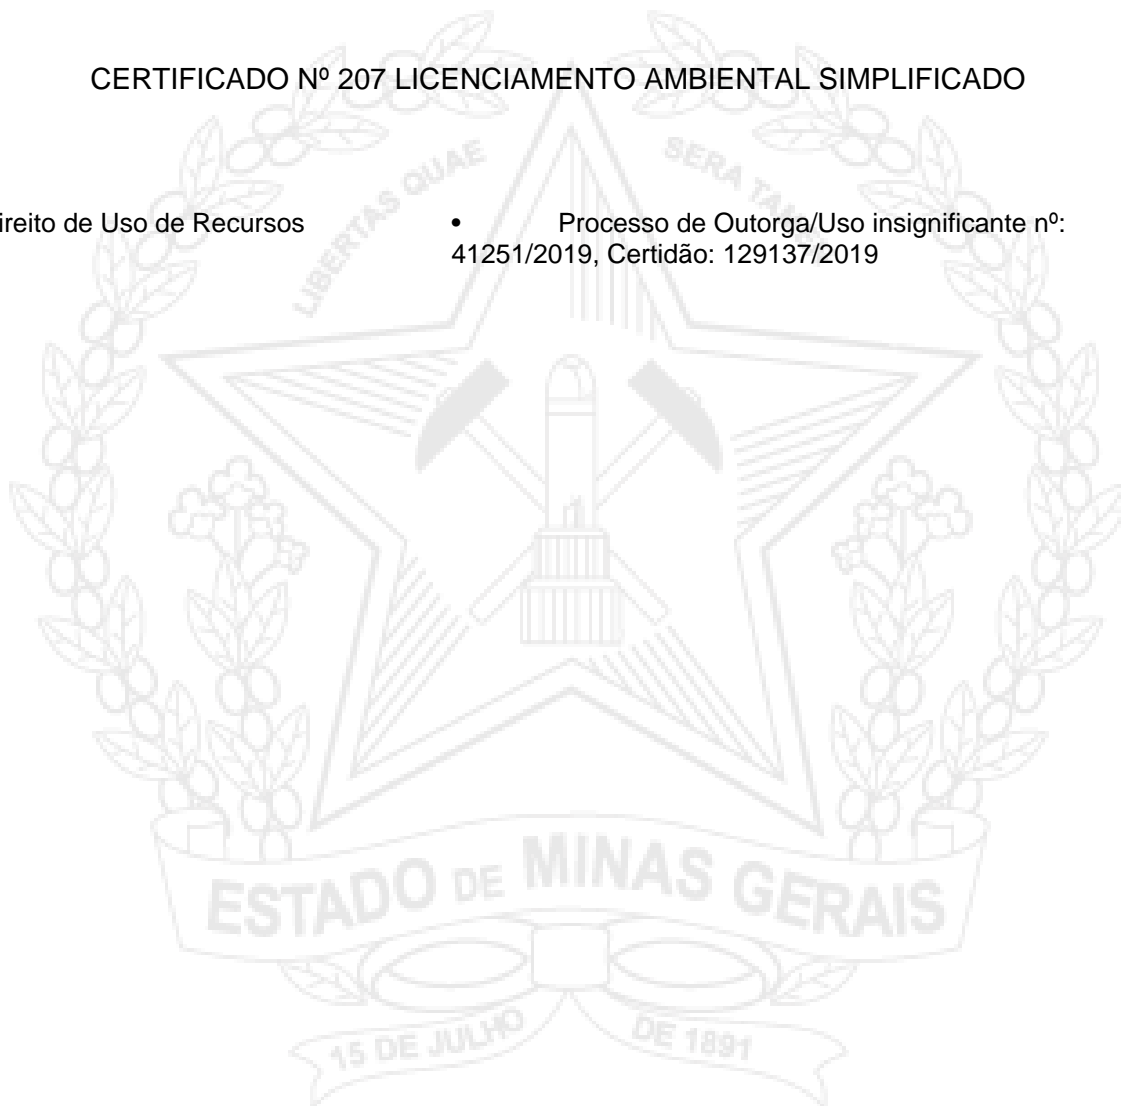 CERTIFICADO Nº 207 LICENCIAMENTO AMBIENTAL SIMPLIFICADO
ireito de Uso de Recursos
• Processo de Outorga/Uso insignificante nº:
41251/2019, Certidão: 129137/2019
LIBERTAS QUAE SERA TAMEN
ESTADO DE MINAS GERAIS
15 DE JULHO DE 1891